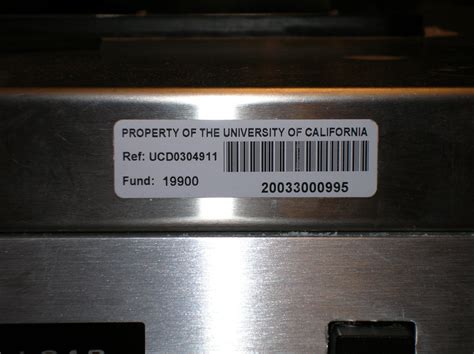 PROPERTY OF THE UNIVERSITY OF CALIFORNIA
Ref: UCD0304911
Fund: 19900
20033000995